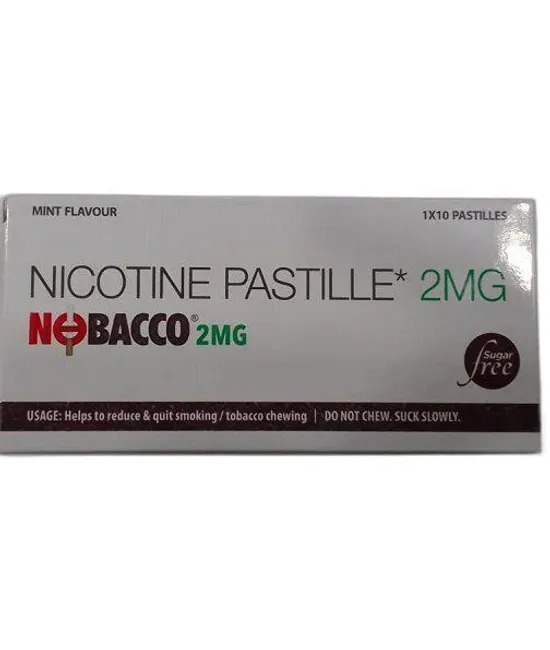 MINT FLAVOUR
1X10 PASTILLES
NICOTINE PASTILLE* 2MG
NOBACCO® 2MG
Sugar
free
USAGE: Helps to reduce & quit smoking / tobacco chewing | DO NOT CHEW. SUCK SLOWLY.